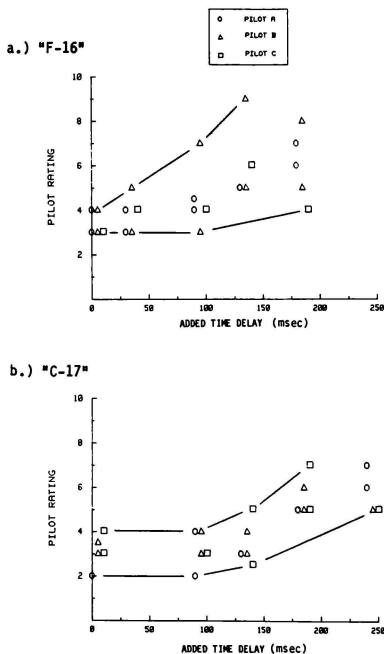 ○ PILOT A
△ PILOT B
□ PILOT C
a.) "F-16"
10
8
6
4
2
PILOT RATING
0 50 100 150 200 250
ADDED TIME DELAY (msec)
b.) "C-17"
10
8
6
4
2
PILOT RATING
0 50 100 150 200 250
ADDED TIME DELAY (msec)